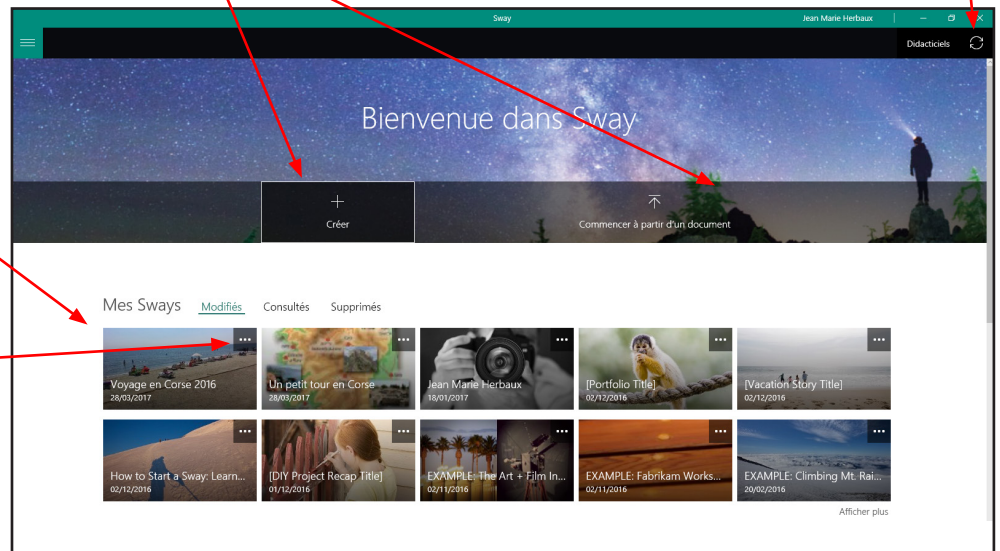 Sway
Jean Marie Herbaux
Didacticiels
Bienvenue dans Sway
Créer
Commencer à partir d'un document
Mes Sways
Modifiés
Consultés
Supprimés
Voyage en Corse 2016
28/03/2017
Un petit tour en Corse
28/03/2017
Jean Marie Herbaux
18/01/2017
[Portfolio Title]
02/12/2016
[Vacation Story Title]
02/12/2016
How to Start a Sway: Learn...
02/12/2016
[DIY Project Recap Title]
01/12/2016
EXAMPLE: The Art + Film In...
02/11/2016
EXAMPLE: Fabrikam Works...
02/11/2016
EXAMPLE: Climbing Mt. Rai...
20/02/2016
Afficher plus